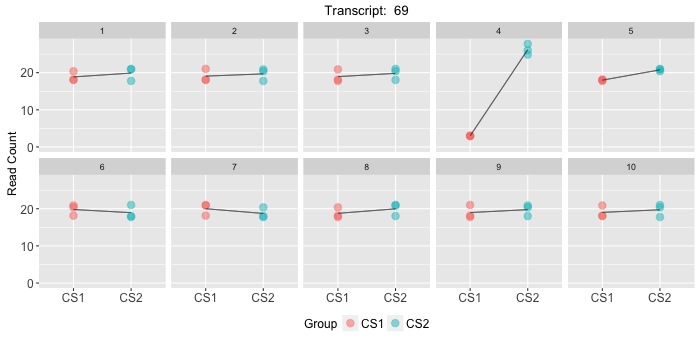 Transcript: 69
1 2 3 4 5
20
10
0
Read Count
6 7 8 9 10
20
10
0
CS1 CS2 CS1 CS2 CS1 CS2 CS1 CS2 CS1 CS2
Group CS1 CS2